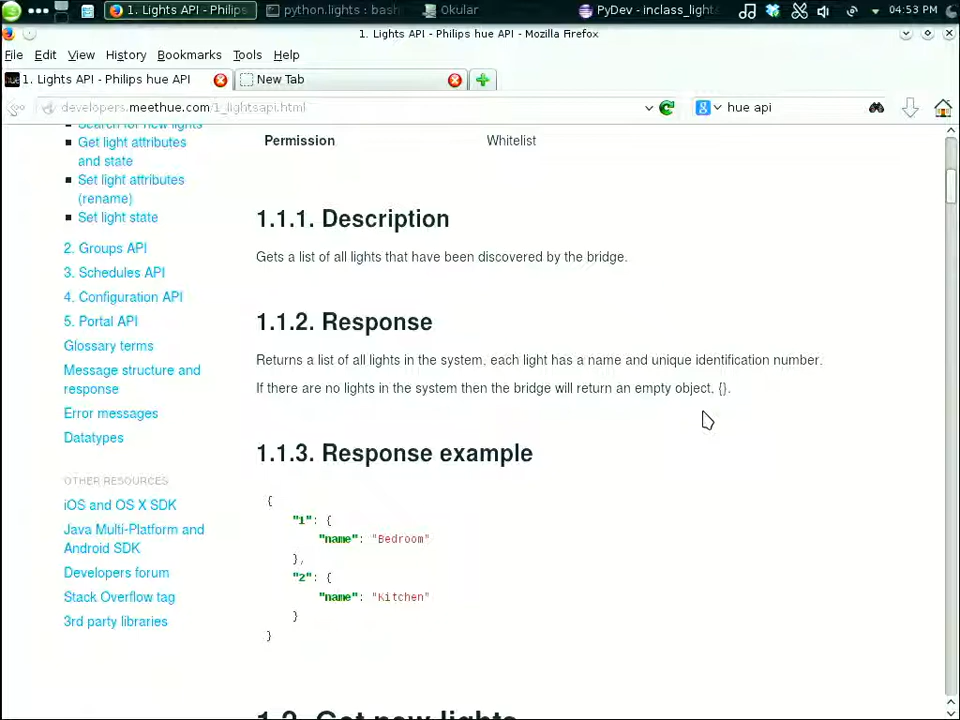 1. Lights API - Philips
python.lights : bash
Okular
PyDev - inclass_lights
04:53 PM
1. Lights API - Philips hue API - Mozilla Firefox
File Edit View History Bookmarks Tools Help
1. Lights API - Philips hue API
New Tab
developers.meethue.com/1_lightsapi.html
hue api
Search for new lights
Get light attributes
and state
Set light attributes
(rename)
Set light state
2. Groups API
3. Schedules API
4. Configuration API
5. Portal API
Glossary terms
Message structure and
response
Error messages
Datatypes
OTHER RESOURCES
iOS and OS X SDK
Java Multi-Platform and
Android SDK
Developers forum
Stack Overflow tag
3rd party libraries
Permission Whitelist
1.1.1. Description
Gets a list of all lights that have been discovered by the bridge.
1.1.2. Response
Returns a list of all lights in the system, each light has a name and unique identification number.
If there are no lights in the system then the bridge will return an empty object, {}.
1.1.3. Response example
{
"1": {
"name": "Bedroom"
},
"2": {
"name": "Kitchen"
}
}
1.2. Get new lights